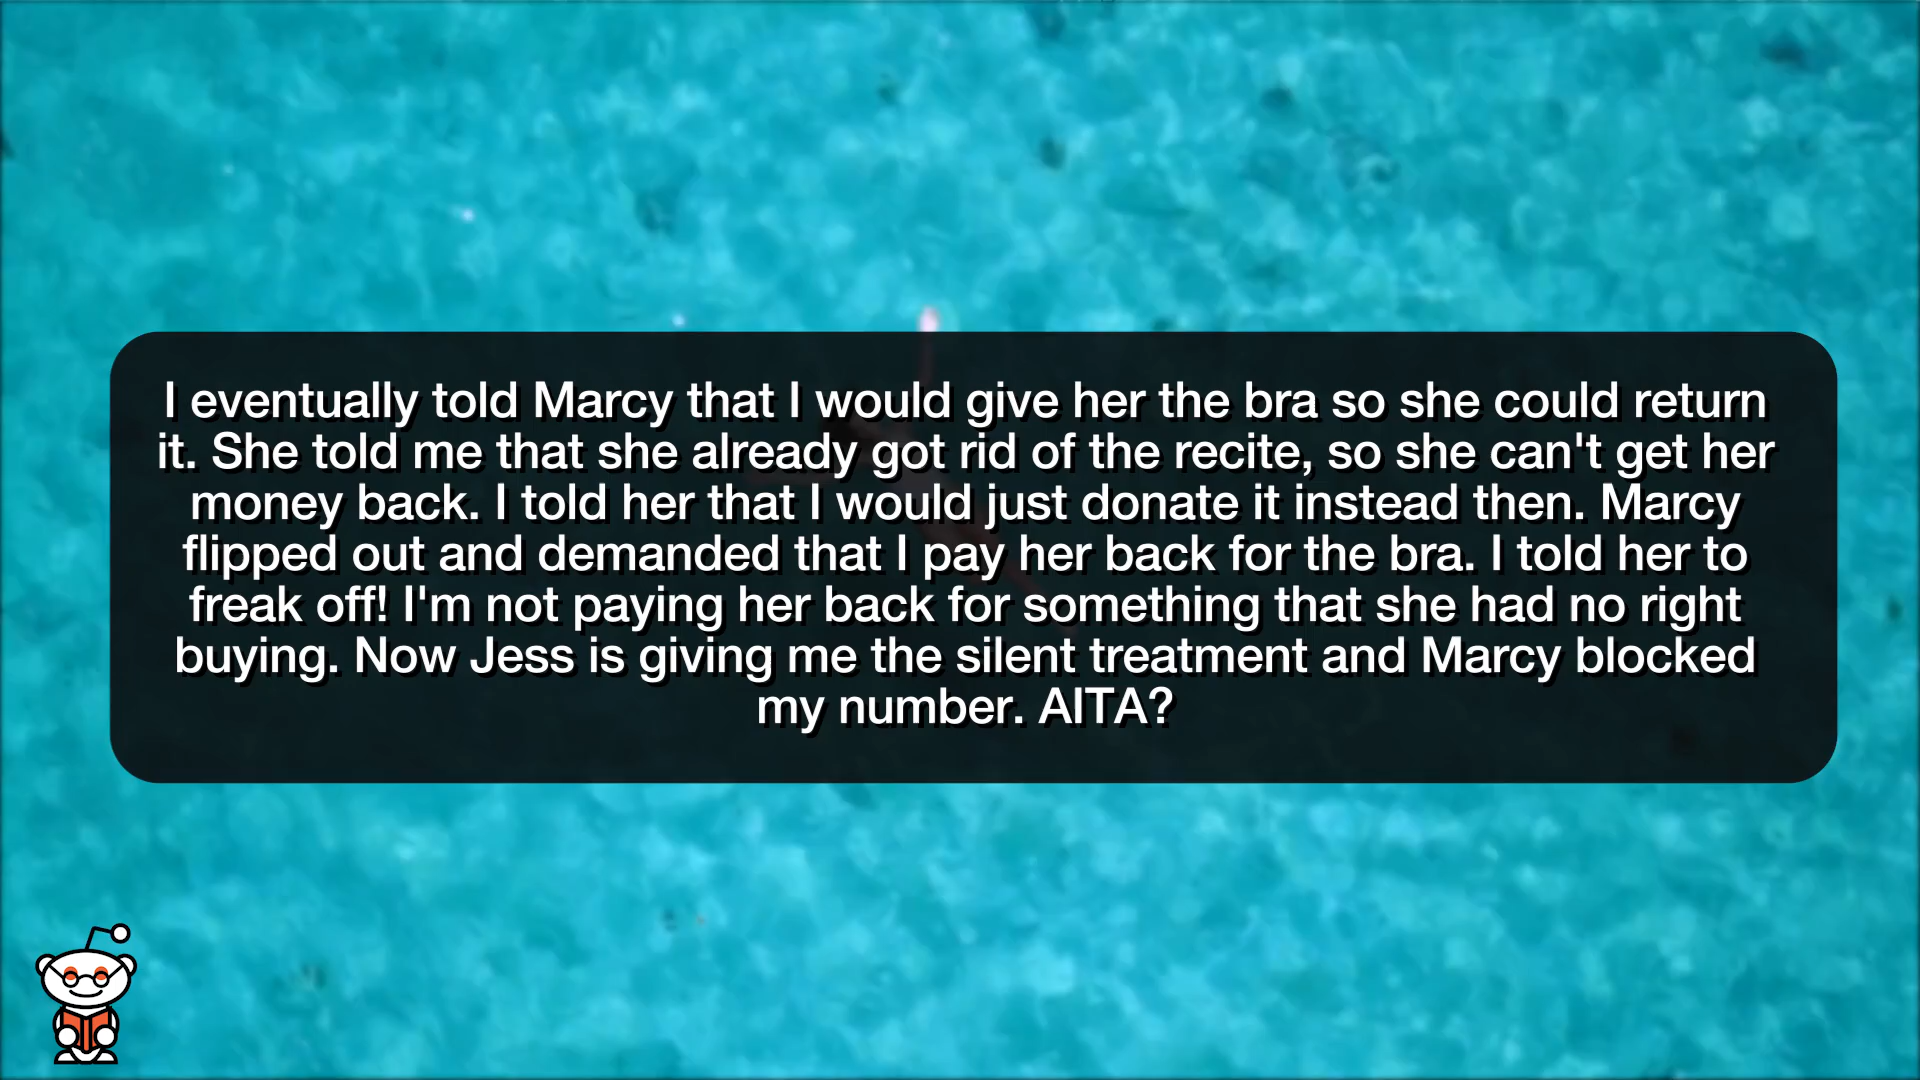 I eventually told Marcy that I would give her the bra so she could return
it. She told me that she already got rid of the recite, so she can't get her
money back. I told her that I would just donate it instead then. Marcy
flipped out and demanded that I pay her back for the bra. I told her to
freak off! I'm not paying her back for something that she had no right
buying. Now Jess is giving me the silent treatment and Marcy blocked
my number. AITA?